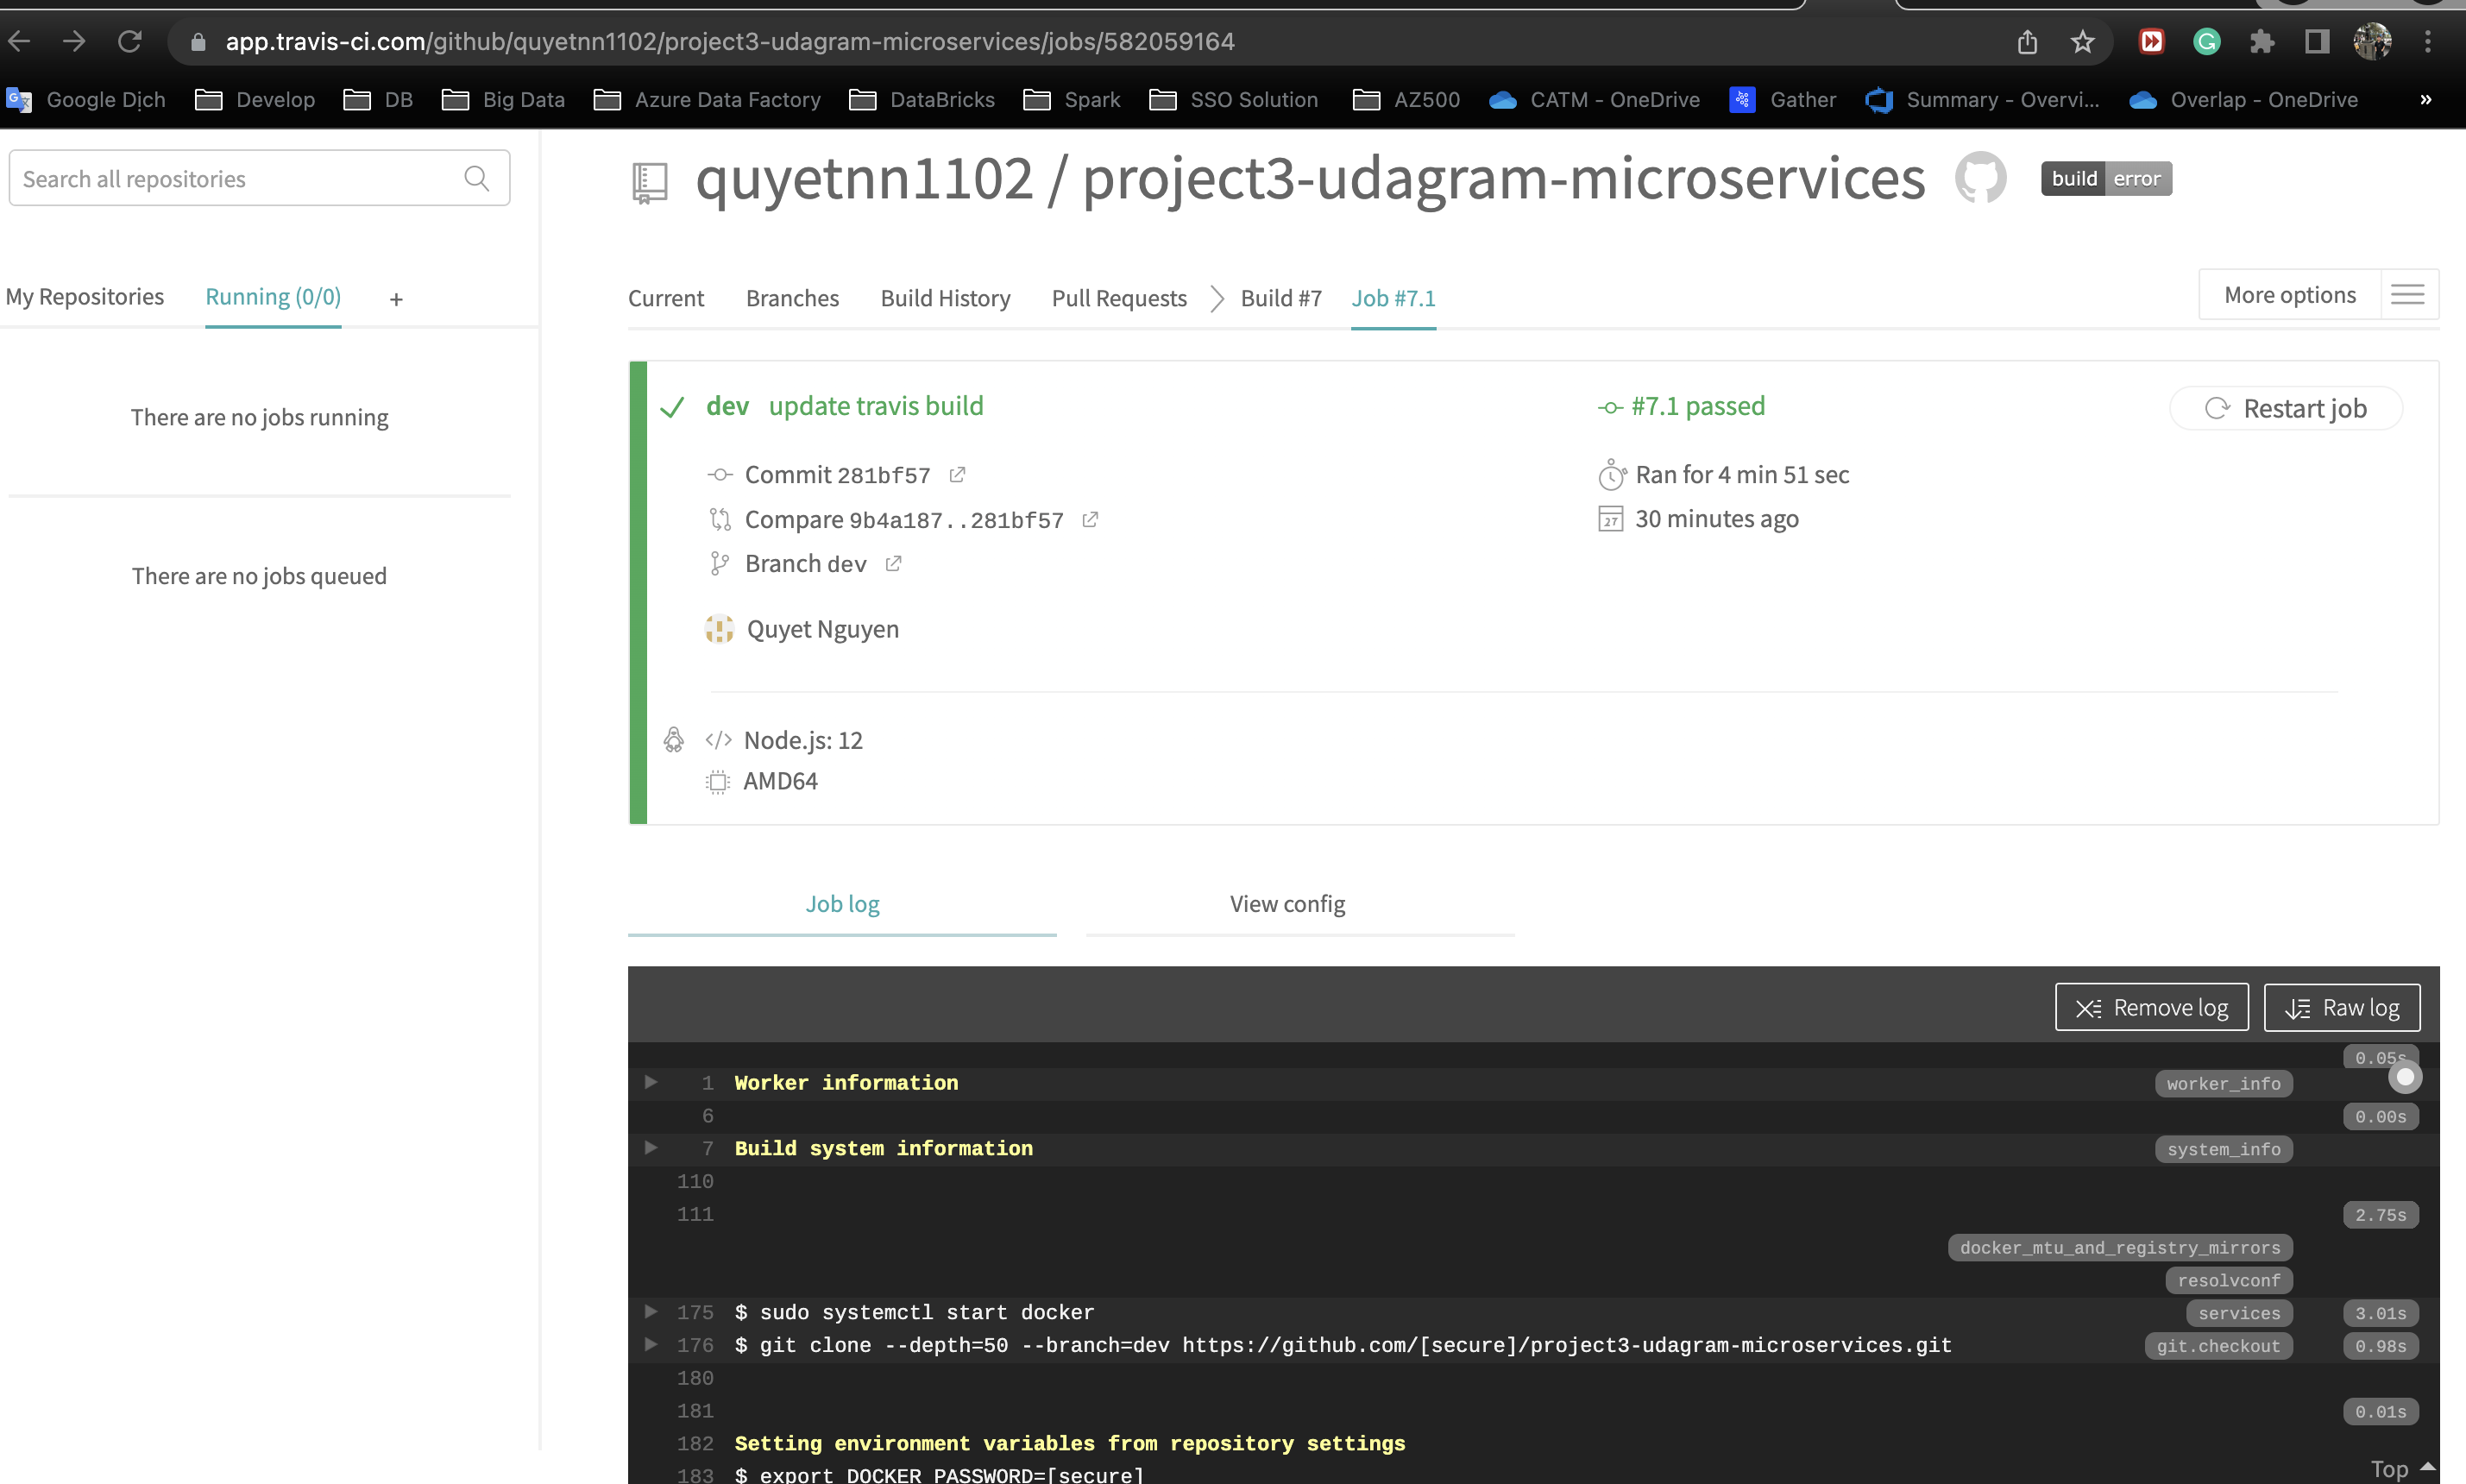 app.travis-ci.com/github/quyetnn1102/project3-udagram-microservices/jobs/582059164
Google Dịch Develop DB Big Data Azure Data Factory DataBricks Spark SSO Solution AZ500 CATM - OneDrive Gather Summary - Overvi... Overlap - OneDrive »
Search all repositories
quyetnn1102 / project3-udagram-microservices build error
My Repositories Running (0/0) +
Current Branches Build History Pull Requests Build #7 Job #7.1 More options
There are no jobs running
There are no jobs queued
dev update travis build
#7.1 passed
Restart job
Commit 281bf57
Ran for 4 min 51 sec
Compare 9b4a187..281bf57
27 30 minutes ago
Branch dev
Quyet Nguyen
Node.js: 12
AMD64
Job log View config
Remove log Raw log
0.05s
1 Worker information worker_info
6 0.00s
7 Build system information system_info
110
111 2.75s
docker_mtu_and_registry_mirrors
resolvconf
175 $ sudo systemctl start docker services 3.01s
176 $ git clone --depth=50 --branch=dev https://github.com/[secure]/project3-udagram-microservices.git git.checkout 0.98s
180
181 0.01s
182 Setting environment variables from repository settings
183 $ export DOCKER_PASSWORD=[secure]
Top